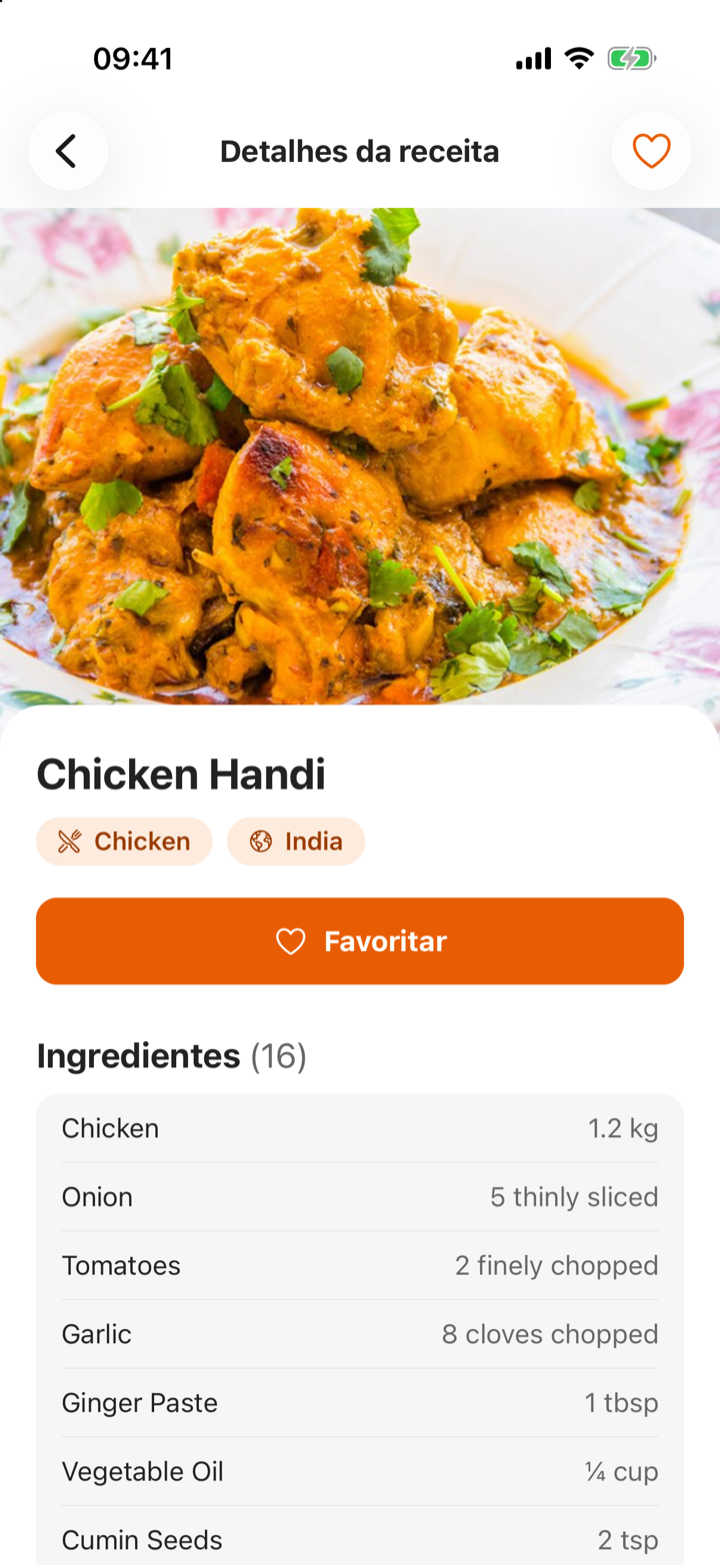 09:41
Detalhes da receita
Chicken Handi
Chicken India
Favoritar
Ingredientes (16)
Chicken 1.2 kg
Onion 5 thinly sliced
Tomatoes 2 finely chopped
Garlic 8 cloves chopped
Ginger Paste 1 tbsp
Vegetable Oil ¼ cup
Cumin Seeds 2 tsp